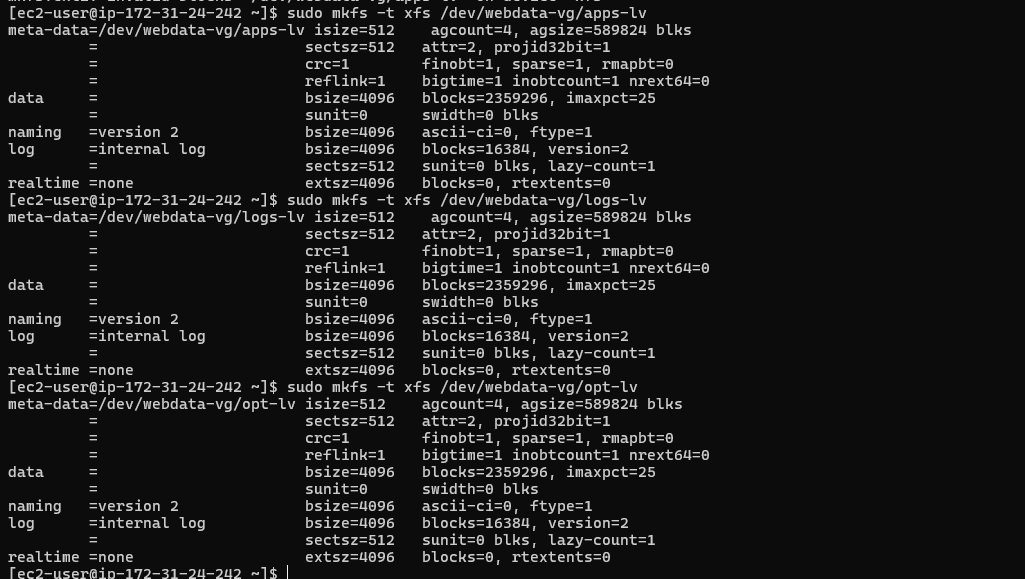 [ec2-user@ip-172-31-24-242 ~]$ sudo mkfs -t xfs /dev/webdata-vg/apps-lv
meta-data=/dev/webdata-vg/apps-lv isize=512    agcount=4, agsize=589824 blks
         =                       sectsz=512   attr=2, projid32bit=1
         =                       crc=1        finobt=1, sparse=1, rmapbt=0
         =                       reflink=1    bigtime=1 inobtcount=1 nrext64=0
data     =                       bsize=4096   blocks=2359296, imaxpct=25
         =                       sunit=0      swidth=0 blks
naming   =version 2              bsize=4096   ascii-ci=0, ftype=1
log      =internal log           bsize=4096   blocks=16384, version=2
         =                       sectsz=512   sunit=0 blks, lazy-count=1
realtime =none                   extsz=4096   blocks=0, rtextents=0
[ec2-user@ip-172-31-24-242 ~]$ sudo mkfs -t xfs /dev/webdata-vg/logs-lv
meta-data=/dev/webdata-vg/logs-lv isize=512    agcount=4, agsize=589824 blks
         =                       sectsz=512   attr=2, projid32bit=1
         =                       crc=1        finobt=1, sparse=1, rmapbt=0
         =                       reflink=1    bigtime=1 inobtcount=1 nrext64=0
data     =                       bsize=4096   blocks=2359296, imaxpct=25
         =                       sunit=0      swidth=0 blks
naming   =version 2              bsize=4096   ascii-ci=0, ftype=1
log      =internal log           bsize=4096   blocks=16384, version=2
         =                       sectsz=512   sunit=0 blks, lazy-count=1
realtime =none                   extsz=4096   blocks=0, rtextents=0
[ec2-user@ip-172-31-24-242 ~]$ sudo mkfs -t xfs /dev/webdata-vg/opt-lv
meta-data=/dev/webdata-vg/opt-lv isize=512    agcount=4, agsize=589824 blks
         =                       sectsz=512   attr=2, projid32bit=1
         =                       crc=1        finobt=1, sparse=1, rmapbt=0
         =                       reflink=1    bigtime=1 inobtcount=1 nrext64=0
data     =                       bsize=4096   blocks=2359296, imaxpct=25
         =                       sunit=0      swidth=0 blks
naming   =version 2              bsize=4096   ascii-ci=0, ftype=1
log      =internal log           bsize=4096   blocks=16384, version=2
         =                       sectsz=512   sunit=0 blks, lazy-count=1
realtime =none                   extsz=4096   blocks=0, rtextents=0
[ec2-user@ip-172-31-24-242 ~]$